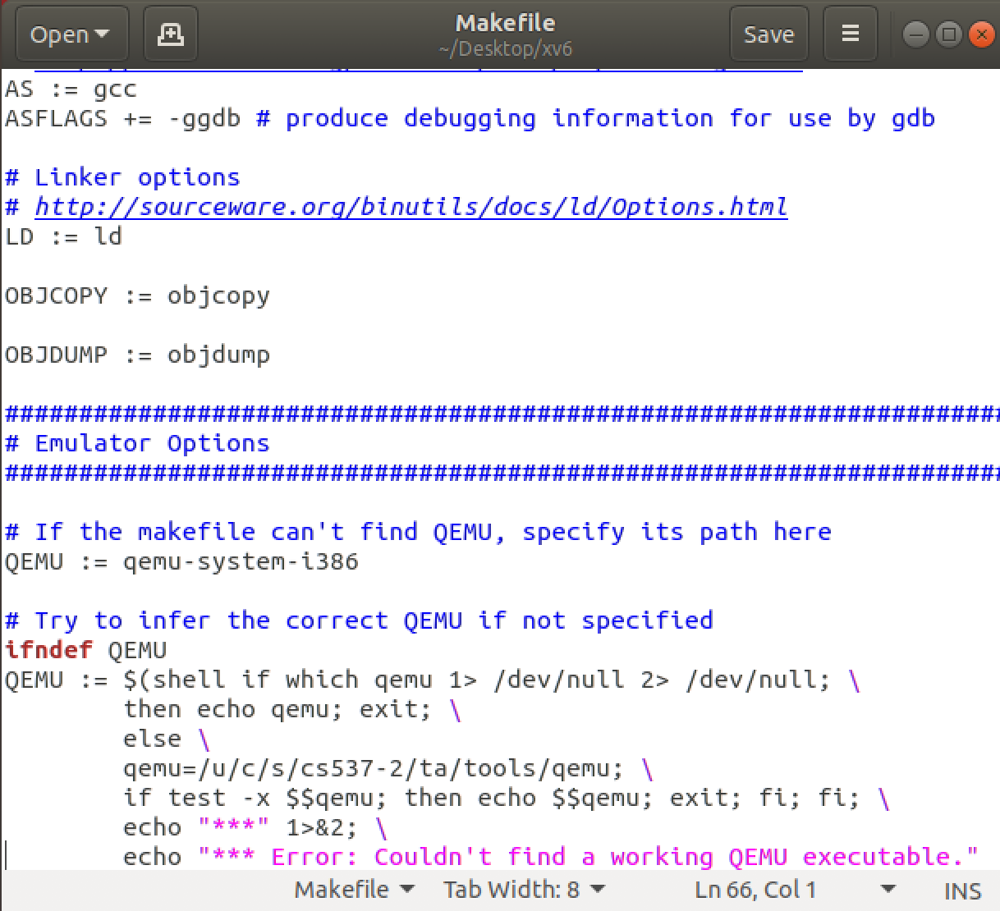 Open Makefile Save
~/Desktop/xv6
AS := gcc
ASFLAGS += -ggdb # produce debugging information for use by gdb
# Linker options
# http://sourceware.org/binutils/docs/ld/Options.html
LD := ld
OBJCOPY := objcopy
OBJDUMP := objdump
###################################################################
# Emulator Options
###################################################################
# If the makefile can't find QEMU, specify its path here
QEMU := qemu-system-i386
# Try to infer the correct QEMU if not specified
ifndef QEMU
QEMU := $(shell if which qemu 1> /dev/null 2> /dev/null; \
then echo qemu; exit; \
else \
qemu=/u/c/s/cs537-2/ta/tools/qemu; \
if test -x $$qemu; then echo $$qemu; exit; fi; fi; \
echo "***" 1>&2; \
echo "*** Error: Couldn't find a working QEMU executable."
Makefile Tab Width: 8 Ln 66, Col 1 INS